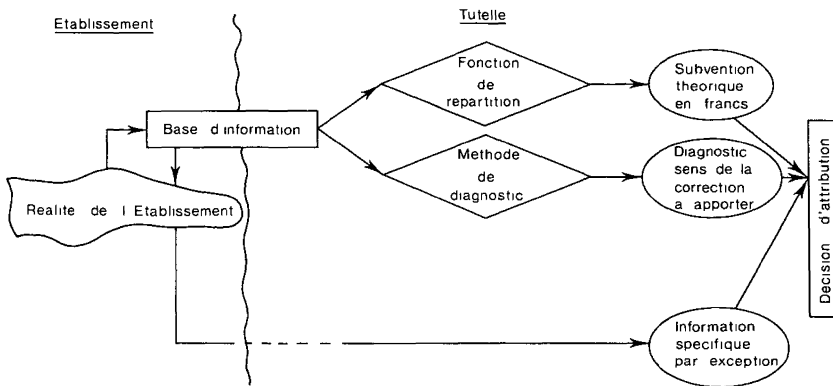 Etablissement
Tutelle
Base d'information
Realite de l Etablissement
Fonction
de
repartition
Methode
de
diagnostic
Subvention
theorique
en francs
Diagnostic
sens de la
correction
a apporter
Information
specifique
par exception
Decision d'attribution